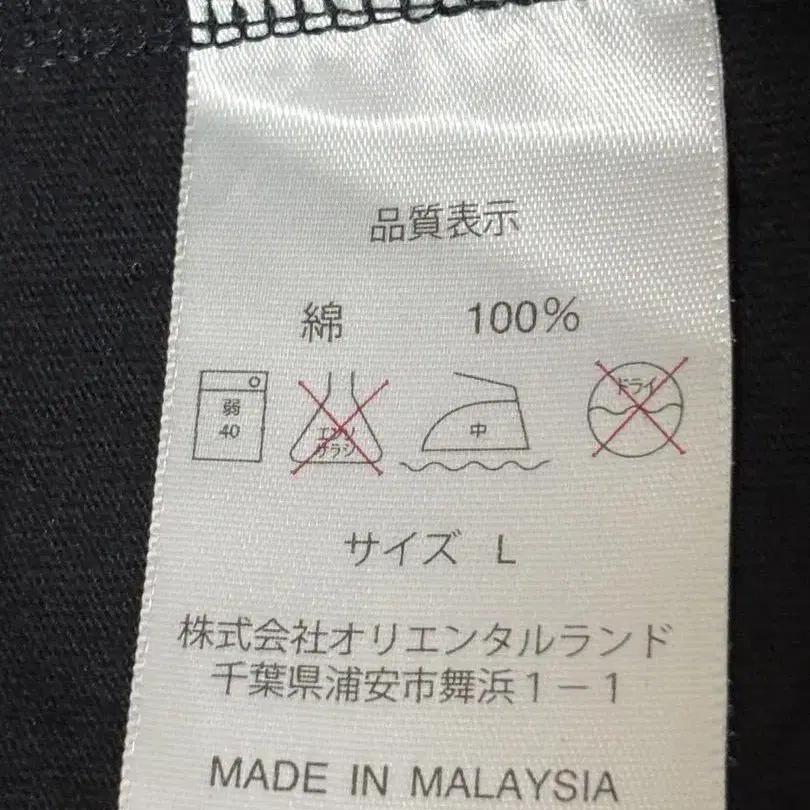 品質表示
綿 100%
弱
40
エンソ
サラシ
中
ドライ
サイズ L
株式会社オリエンタルランド
千葉県浦安市舞浜1－1
MADE IN MALAYSIA